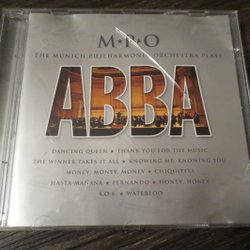 M•P•O
THE MUNICH PHILHARMONIC ORCHESTRA PLAYS
ABBA
DANCING QUEEN • THANK YOU FOR THE MUSIC
THE WINNER TAKES IT ALL • KNOWING ME, KNOWING YOU
MONEY, MONEY, MONEY • CHIQUITITA
HASTA MAÑANA • FERNANDO • HONEY, HONEY
S.O.S. • WATERLOO